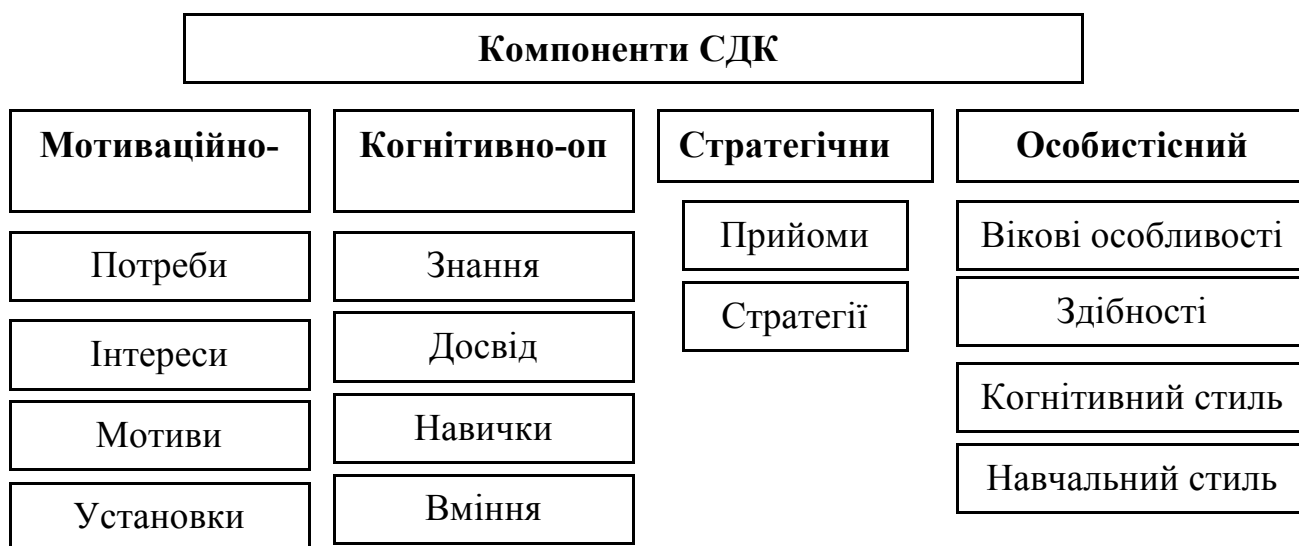 Компоненти СДК
Мотиваційно-
Потреби
Інтереси
Мотиви
Установки
Когнітивно-оп
Знання
Досвід
Навички
Вміння
Стратегічни
Прийоми
Стратегії
Особистісний
Вікові особливості
Здібності
Когнітивний стиль
Навчальний стиль